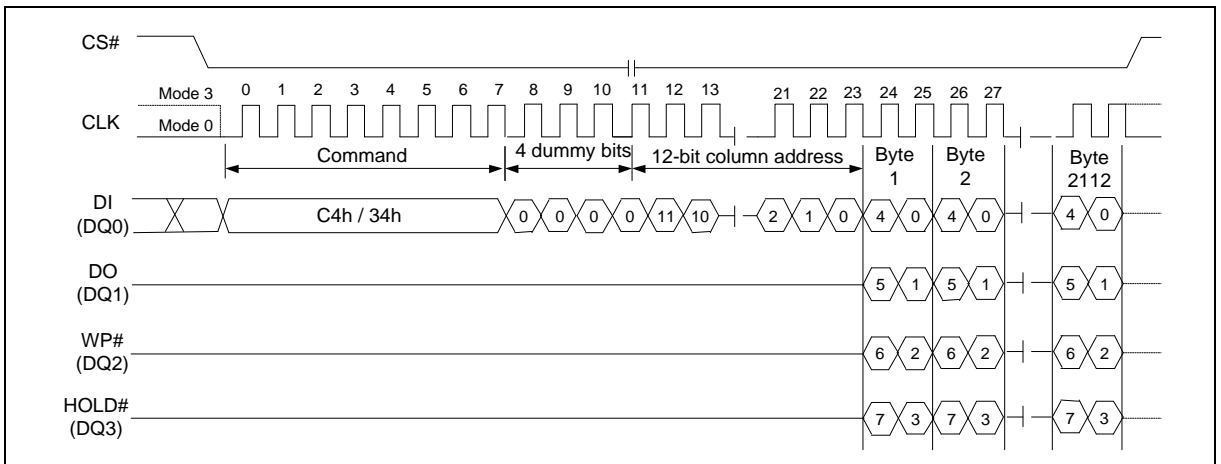 CS#
Mode 3 0 1 2 3 4 5 6 7 8 9 10 11 12 13 21 22 23 24 25 26 27
CLK
Mode 0
Command 4 dummy bits 12-bit column address Byte 1 Byte 2 Byte 2112
DI (DQ0) C4h / 34h 0 0 0 0 11 10 2 1 0 4 0 4 0 4 0
DO (DQ1) 5 1 5 1 5 1
WP# (DQ2) 6 2 6 2 6 2
HOLD# (DQ3) 7 3 7 3 7 3